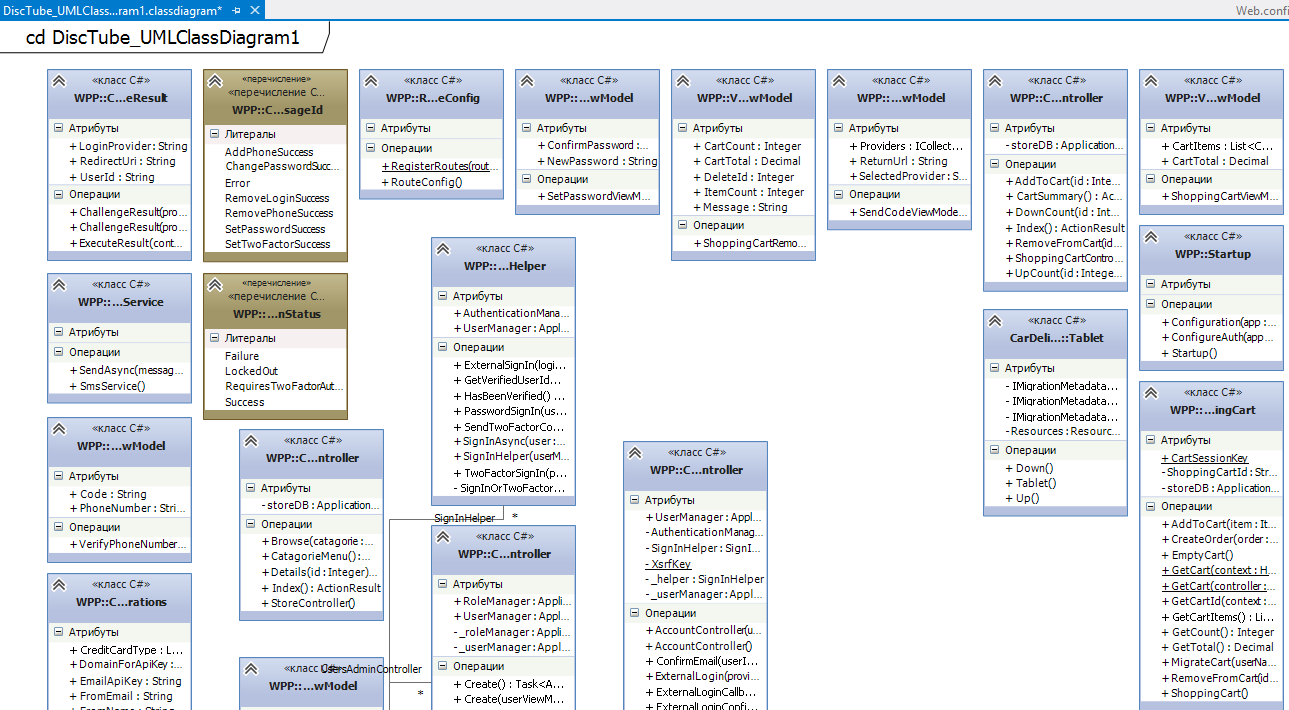 DiscTube_UMLClass...ram1.classdiagram*
Web.confi
cd DiscTube_UMLClassDiagram1
«класс C#»
WPP::C...eResult
Атрибуты
+ LoginProvider : String
+ RedirectUri : String
+ UserId : String
Операции
+ ChallengeResult(pro...
+ ChallengeResult(pro...
+ ExecuteResult(cont...
«перечисление»
«перечисление C...
WPP::C...sageId
Литералы
AddPhoneSuccess
ChangePasswordSucc...
Error
RemoveLoginSuccess
RemovePhoneSuccess
SetPasswordSuccess
SetTwoFactorSuccess
«класс C#»
WPP::R...eConfig
Атрибуты
Операции
+ RegisterRoutes(rout...
+ RouteConfig()
«класс C#»
WPP::...wModel
Атрибуты
+ ConfirmPassword :...
+ NewPassword : String
Операции
+ SetPasswordViewM...
«класс C#»
WPP::V...wModel
Атрибуты
+ CartCount : Integer
+ CartTotal : Decimal
+ DeleteId : Integer
+ ItemCount : Integer
+ Message : String
Операции
+ ShoppingCartRemo...
«класс C#»
WPP::...wModel
Атрибуты
+ Providers : ICollect...
+ ReturnUrl : String
+ SelectedProvider : S...
Операции
+ SendCodeViewMode...
«класс C#»
WPP::C...ntroller
Атрибуты
- storeDB : Application...
Операции
+ AddToCart(id : Inte...
+ CartSummary() : Ac...
+ DownCount(id : Int...
+ Index() : ActionResult
+ RemoveFromCart(id...
+ ShoppingCartContro...
+ UpCount(id : Intege...
«класс C#»
WPP::V...wModel
Атрибуты
+ CartItems : List<C...
+ CartTotal : Decimal
Операции
+ ShoppingCartViewM...
«класс C#»
WPP::...Service
Атрибуты
Операции
+ SendAsync(messag...
+ SmsService()
«перечисление»
«перечисление C...
WPP::...nStatus
Литералы
Failure
LockedOut
RequiresTwoFactorAut...
Success
«класс C#»
WPP::...Helper
Атрибуты
+ AuthenticationMana...
+ UserManager : Appl...
Операции
+ ExternalSignIn(logi...
+ GetVerifiedUserId...
+ HasBeenVerified() ...
+ PasswordSignIn(us...
+ SendTwoFactorCo...
+ SignInAsync(user :...
+ SignInHelper(userM...
+ TwoFactorSignIn(p...
- SignInOrTwoFactor...
«класс C#»
WPP::Startup
Атрибуты
Операции
+ Configuration(app :...
+ ConfigureAuth(app...
+ Startup()
«класс C#»
CarDeli...::Tablet
Атрибуты
- IMigrationMetadata...
- IMigrationMetadata...
- IMigrationMetadata...
- Resources : Resourc...
Операции
+ Down()
+ Tablet()
+ Up()
«класс C#»
WPP::...ingCart
Атрибуты
+ CartSessionKey
- ShoppingCartId : Str...
- storeDB : Application...
Операции
+ AddToCart(item : It...
+ CreateOrder(order :...
+ EmptyCart()
+ GetCart(context : H...
+ GetCart(controller :...
+ GetCartId(context :...
+ GetCartItems() : Li...
+ GetCount() : Integer
+ GetTotal() : Decimal
+ MigrateCart(userNa...
+ RemoveFromCart(id...
+ ShoppingCart()
«класс C#»
WPP::...wModel
Атрибуты
+ Code : String
+ PhoneNumber : Stri...
Операции
+ VerifyPhoneNumber...
«класс C#»
WPP::C...ntroller
Атрибуты
- storeDB : Application...
Операции
+ Browse(catagorie :...
+ CatagorieMenu() :...
+ Details(id : Integer)...
+ Index() : ActionResult
+ StoreController()
SignInHelper
*
«класс C#»
WPP::C...ntroller
Атрибуты
+ RoleManager : Appli...
+ UserManager : Appl...
- _roleManager : Appli...
- _userManager : Appl...
Операции
+ Create() : Task<A...
+ Create(userViewM...
«класс C#»
WPP::C...ntroller
Атрибуты
+ UserManager : Appl...
- AuthenticationManag...
- SignInHelper : SignI...
- XsrfKey
- _helper : SignInHelper
- _userManager : Appl...
Операции
+ AccountController(u...
+ AccountController()
+ ConfirmEmail(userI...
+ ExternalLogin(provi...
+ ExternalLoginCallb...
+ ExternalLoginConfi...
«класс C#»
WPP::C...rations
Атрибуты
+ CreditCardType : L...
+ DomainForApiKey :...
+ EmailApiKey : String
+ FromEmail : String
+ FromName : String
«класс C#»
WPP::...wModel
UsersAdminController
*